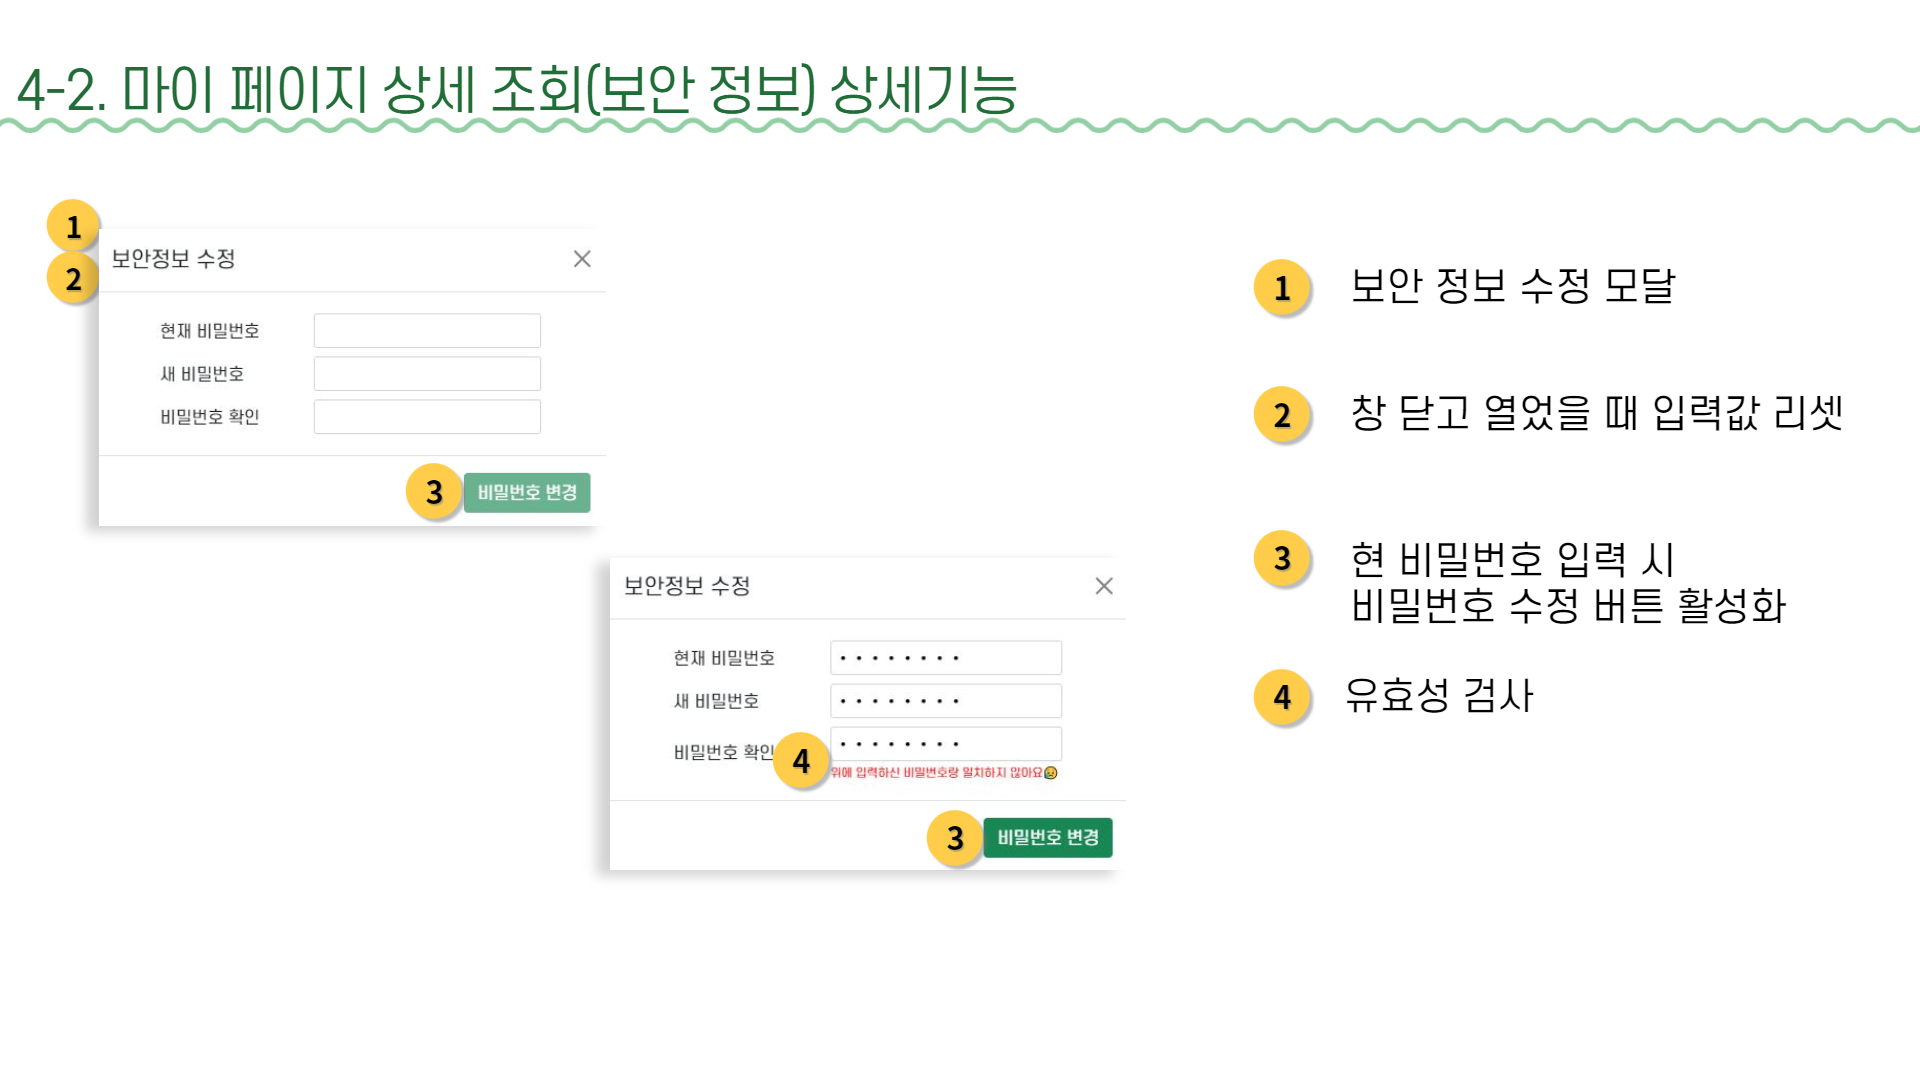 4-2. 마이 페이지 상세 조회(보안 정보) 상세기능
1
2
보안정보 수정
현재 비밀번호
새 비밀번호
비밀번호 확인
3
비밀번호 변경
보안정보 수정
현재 비밀번호
새 비밀번호
비밀번호 확인
4
위에 입력하신 비밀번호랑 일치하지 않아요😥
3
비밀번호 변경
1 보안 정보 수정 모달
2 창 닫고 열었을 때 입력값 리셋
3 현 비밀번호 입력 시
비밀번호 수정 버튼 활성화
4 유효성 검사